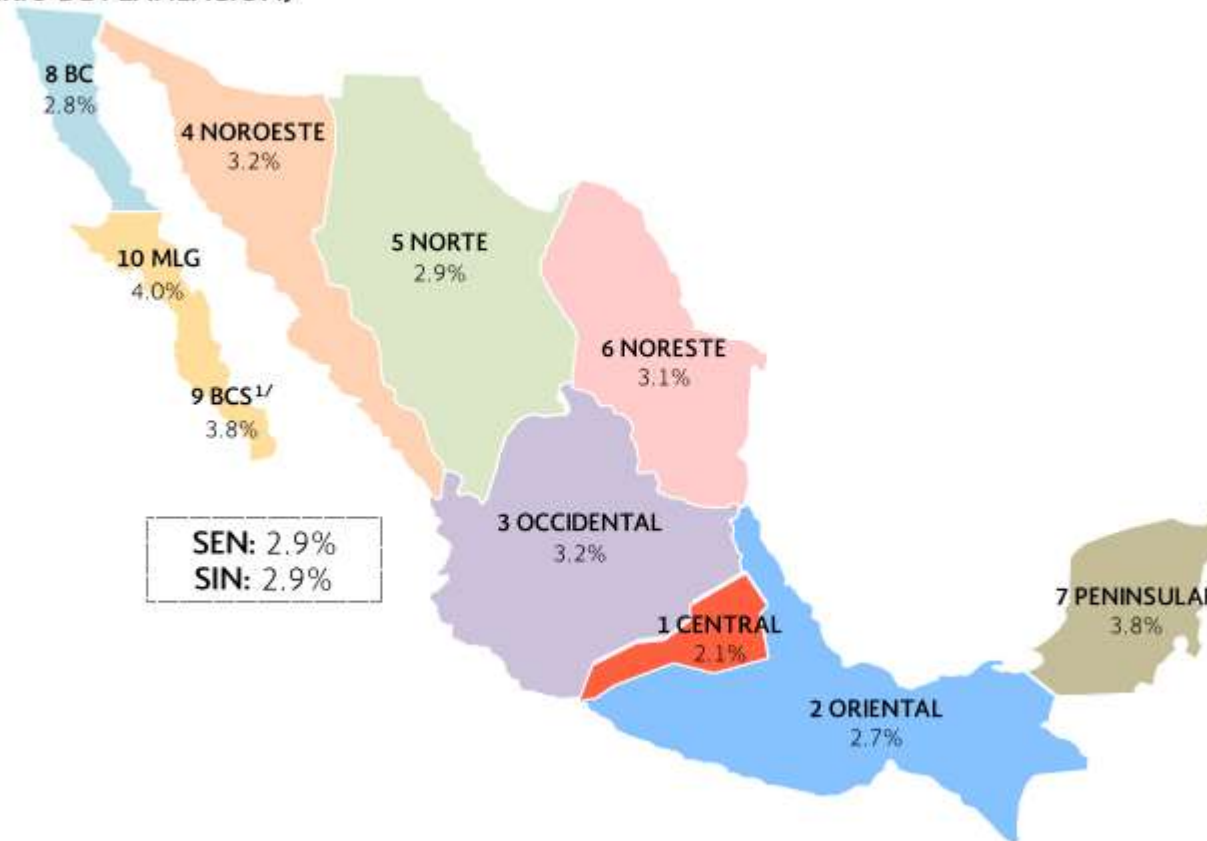 8 BC
2.8%
4 NOROESTE
3.2%
5 NORTE
2.9%
10 MLG
4.0%
6 NORESTE
3.1%
9 BCS1/
3.8%
3 OCCIDENTAL
3.2%
SEN: 2.9%
SIN: 2.9%
1 CENTRAL
2.1%
7 PENINSULAR
3.8%
2 ORIENTAL
2.7%